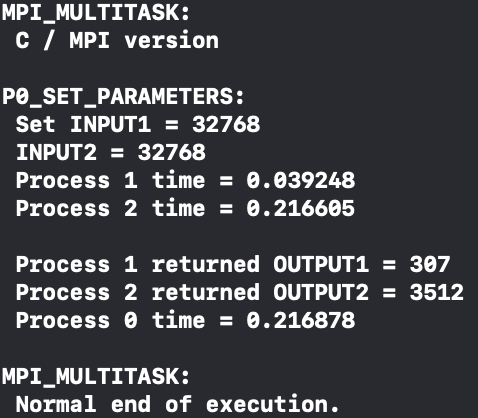 MPI_MULTITASK:
C / MPI version
P0_SET_PARAMETERS:
Set INPUT1 = 32768
INPUT2 = 32768
Process 1 time = 0.039248
Process 2 time = 0.216605
Process 1 returned OUTPUT1 = 307
Process 2 returned OUTPUT2 = 3512
Process 0 time = 0.216878
MPI_MULTITASK:
Normal end of execution.